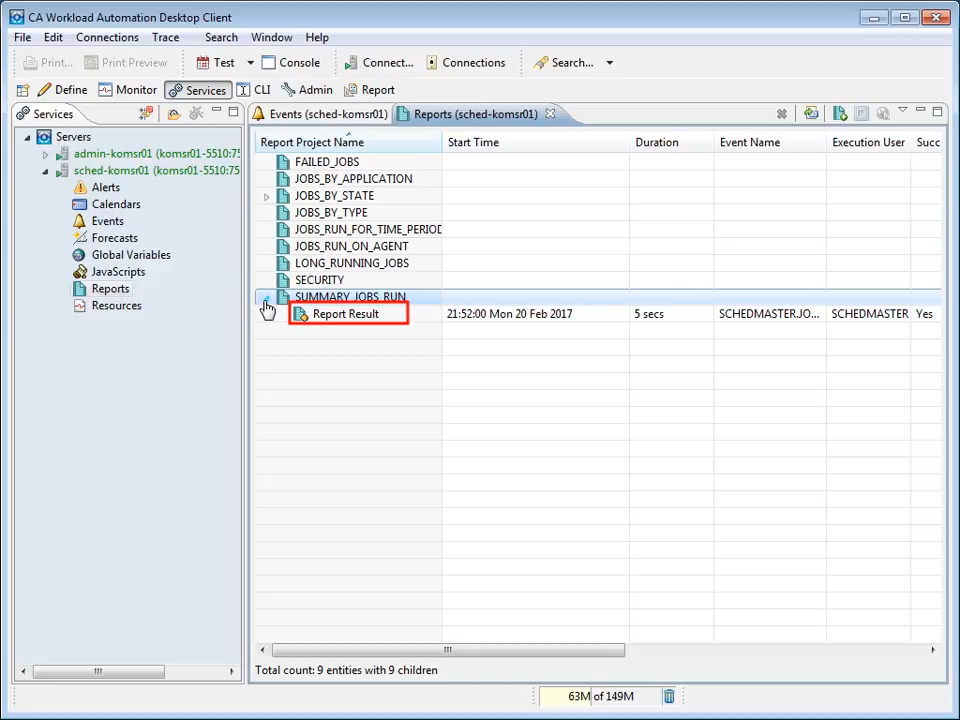 CA Workload Automation Desktop Client
File Edit Connections Trace Search Window Help
Print... Print Preview Test Console Connect... Connections Search...
Define Monitor Services CLI Admin Report
Services
Events (sched-komsr01) Reports (sched-komsr01)
Servers
admin-komsr01 (komsr01-5510:75
sched-komsr01 (komsr01-5510:75
Alerts
Calendars
Events
Forecasts
Global Variables
JavaScripts
Reports
Resources
Report Project Name Start Time Duration Event Name Execution User Succ
FAILED_JOBS
JOBS_BY_APPLICATION
JOBS_BY_STATE
JOBS_BY_TYPE
JOBS_RUN_FOR_TIME_PERIOD
JOBS_RUN_ON_AGENT
LONG_RUNNING_JOBS
SECURITY
SUMMARY_JOBS_RUN
Report Result 21:52:00 Mon 20 Feb 2017 5 secs SCHEDMASTER.JO... SCHEDMASTER Yes
Total count: 9 entities with 9 children
63M of 149M